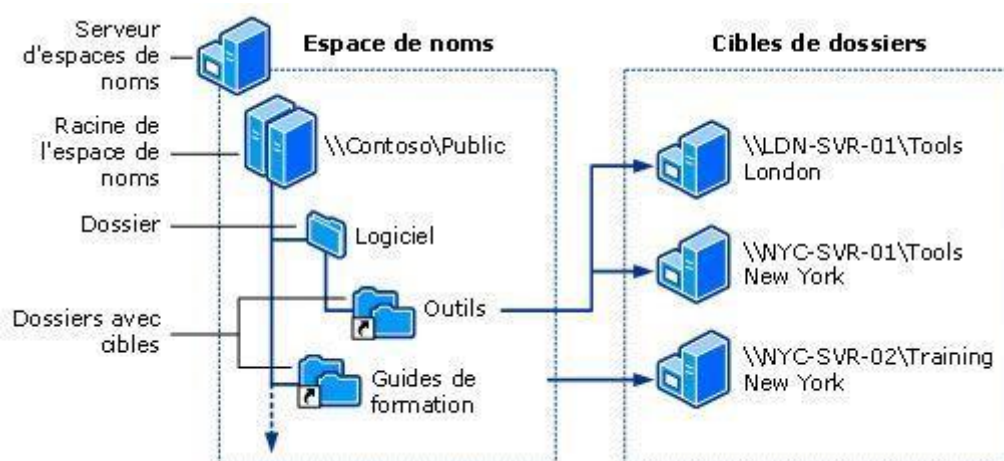 Serveur
d'espaces de
noms
Espace de noms
Cibles de dossiers
Racine de
l'espace de
noms
\\Contoso\Public
\\LDN-SVR-01\Tools
London
Dossier
Logiciel
\\NYC-SVR-01\Tools
New York
Dossiers avec
cibles
Outils
\\NYC-SVR-02\Training
New York
Guides de
formation